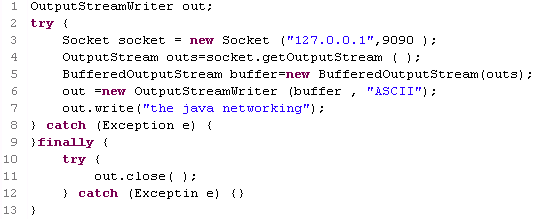 1 OutputStreamWriter out;
2 try {
3 Socket socket = new Socket ("127.0.0.1",9090 );
4 OutputStream outs=socket.getOutputStream ( );
5 BufferedOutputStream buffer=new BufferedOutputStream(outs);
6 out =new OutputStreamWriter (buffer , "ASCII");
7 out.write("the java networking");
8 } catch (Exception e) {
9 }finally {
10 try {
11 out.close( );
12 } catch (Exceptin e) {}
13 }